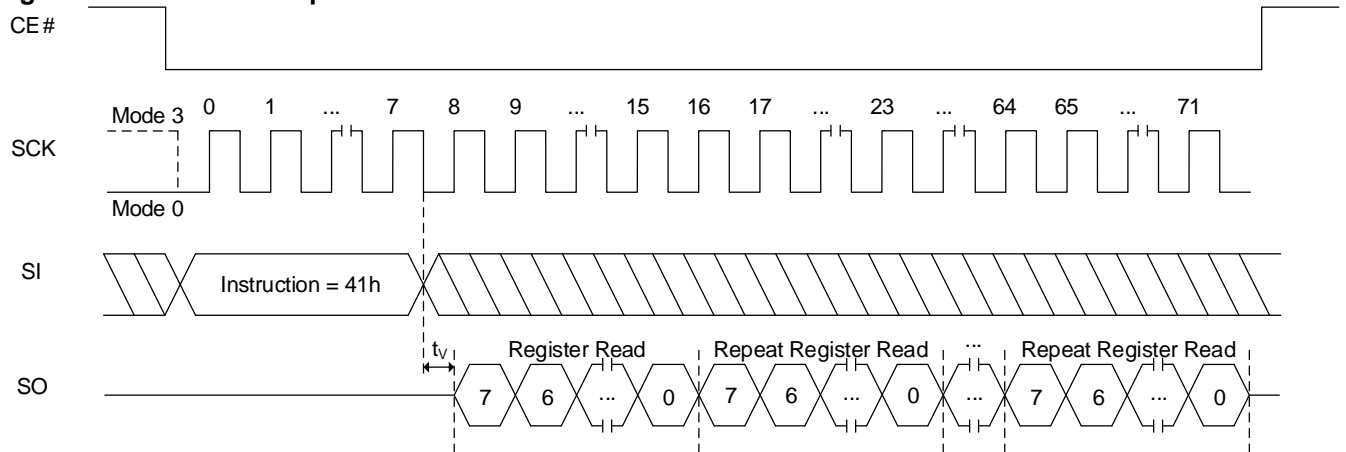 CE#
Mode 3 0 1 ... 7 8 9 ... 15 16 17 ... 23 ... 64 65 ... 71
SCK
Mode 0
SI Instruction = 41h
tV Register Read Repeat Register Read ... Repeat Register Read
SO 7 6 ... 0 7 6 ... 0 ... 7 6 ... 0